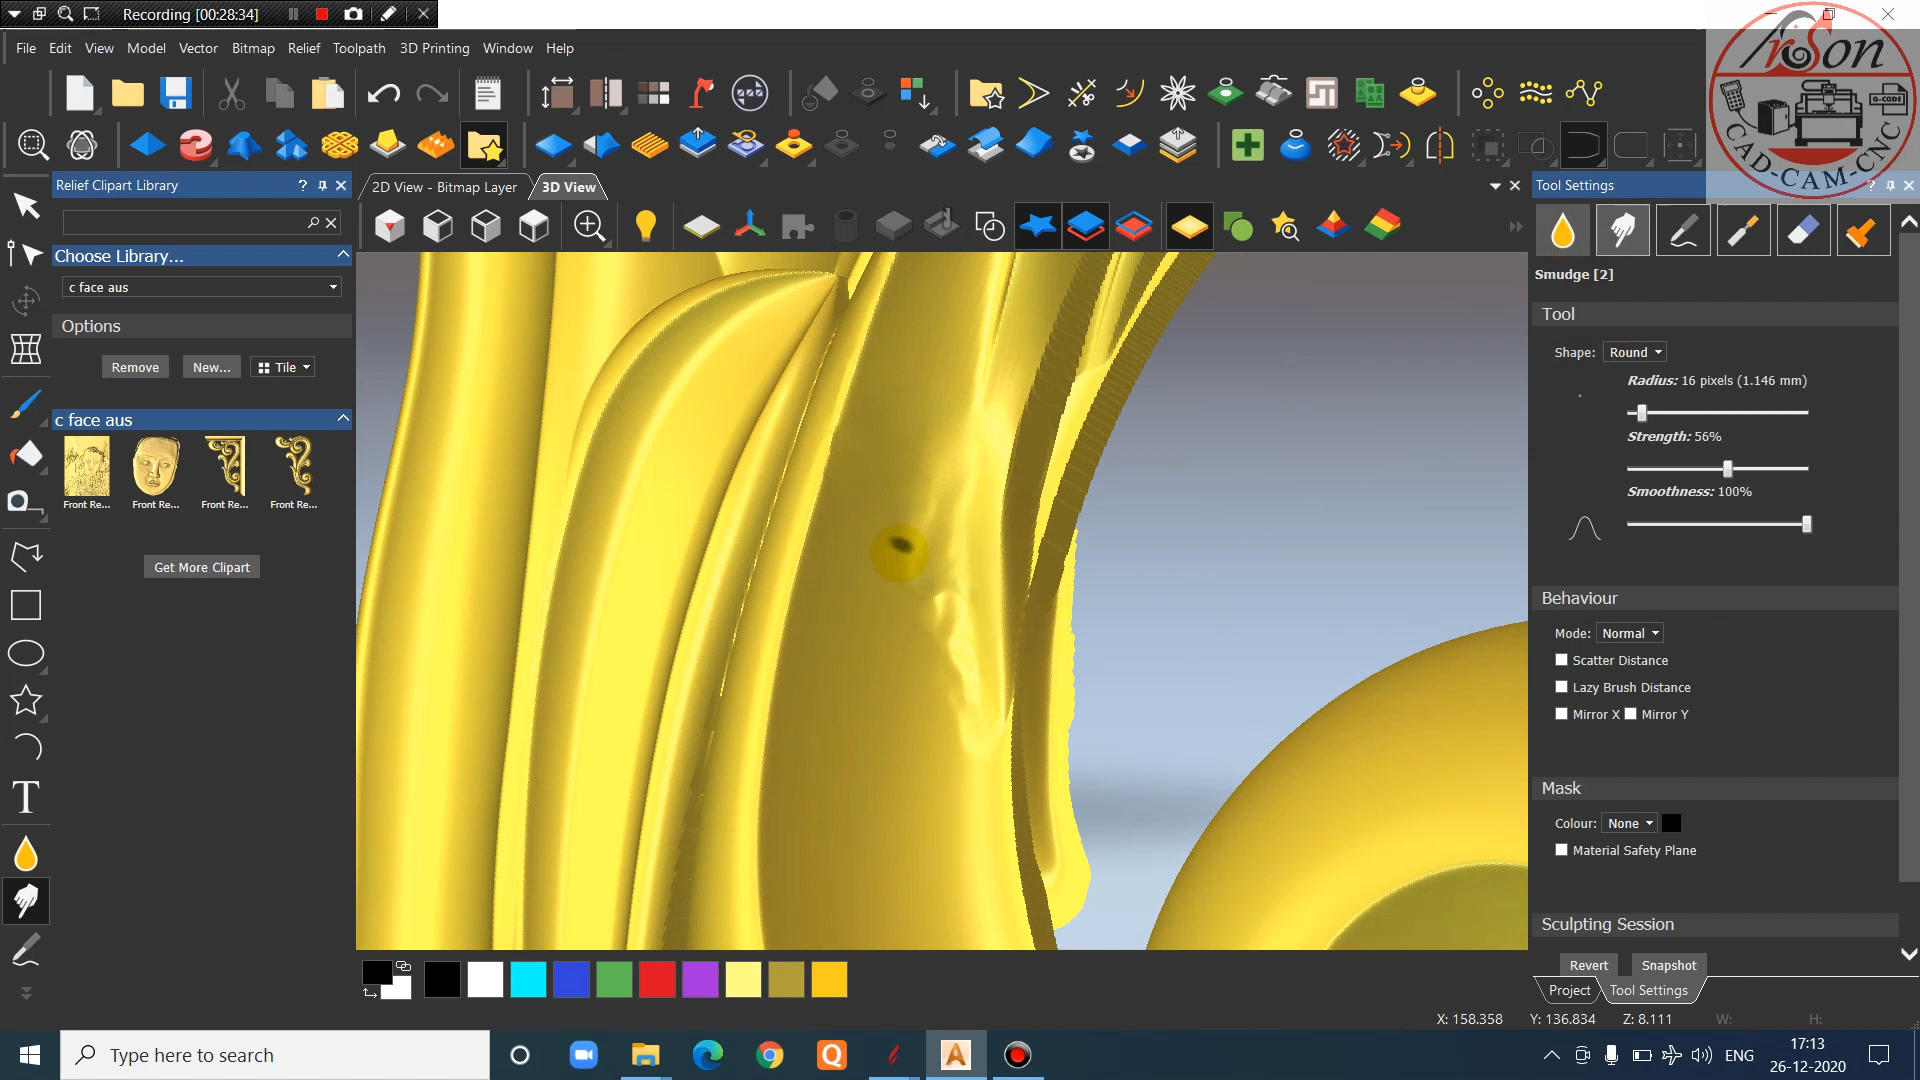 Recording [00:28:34]
File Edit View Model Vector Bitmap Relief Toolpath 3D Printing Window Help
ArSon
G-CODE
CAD-CAM-CNC
Relief Clipart Library ?
2D View - Bitmap Layer 3D View
Tool Settings ?
Choose Library...
c face aus
Options
Remove New... Tile
c face aus
Front Re... Front Re... Front Re... Front Re...
Get More Clipart
T
Smudge [2]
Tool
Shape: Round
Radius: 16 pixels (1.146 mm)
Strength: 56%
Smoothness: 100%
Behaviour
Mode: Normal
Scatter Distance
Lazy Brush Distance
Mirror X Mirror Y
Mask
Colour: None
Material Safety Plane
Sculpting Session
Revert Snapshot
Project Tool Settings
X: 158.358 Y: 136.834 Z: 8.111 W: H:
Type here to search
Q
A
ENG
17:13
26-12-2020